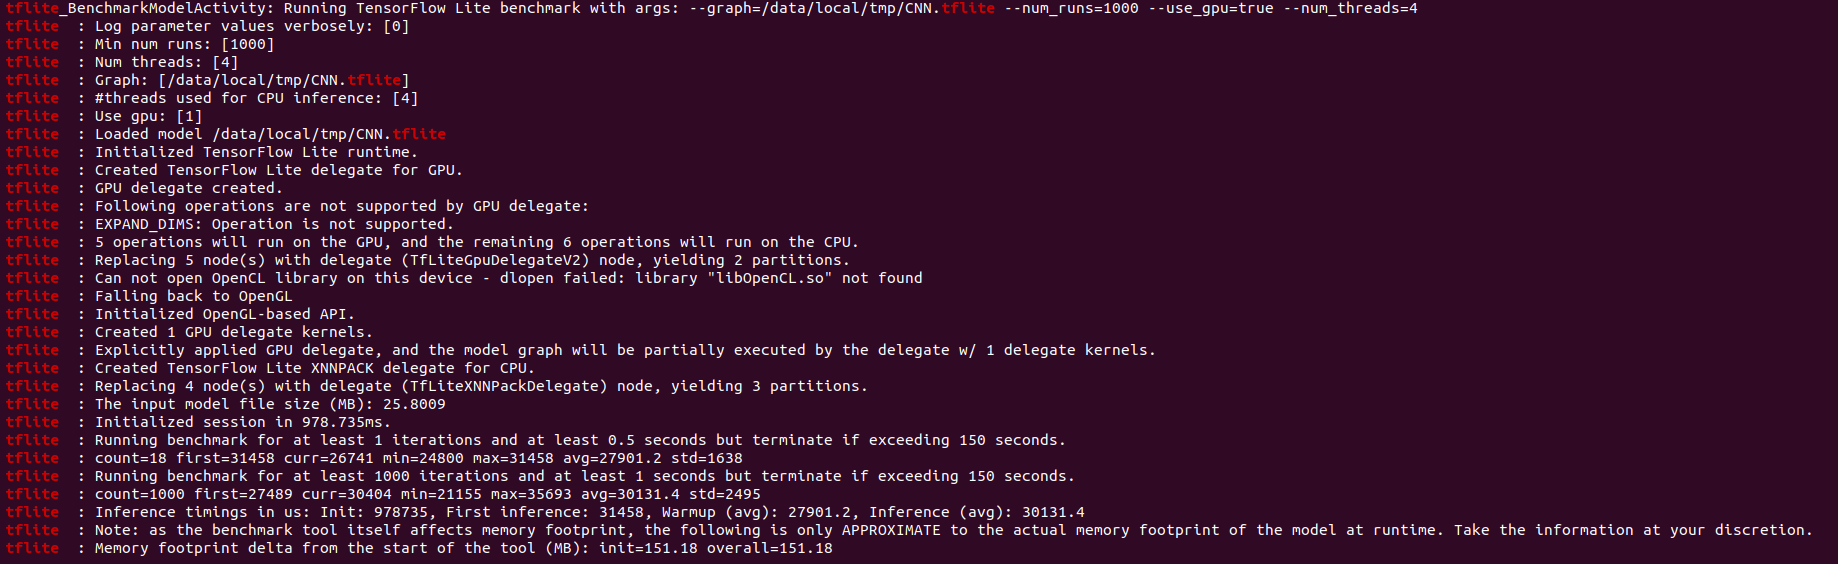 tflite_BenchmarkModelActivity: Running TensorFlow Lite benchmark with args: --graph=/data/local/tmp/CNN.tflite --num_runs=1000 --use_gpu=true --num_threads=4
tflite : Log parameter values verbosely: [0]
tflite : Min num runs: [1000]
tflite : Num threads: [4]
tflite : Graph: [/data/local/tmp/CNN.tflite]
tflite : #threads used for CPU inference: [4]
tflite : Use gpu: [1]
tflite : Loaded model /data/local/tmp/CNN.tflite
tflite : Initialized TensorFlow Lite runtime.
tflite : Created TensorFlow Lite delegate for GPU.
tflite : GPU delegate created.
tflite : Following operations are not supported by GPU delegate:
tflite : EXPAND_DIMS: Operation is not supported.
tflite : 5 operations will run on the GPU, and the remaining 6 operations will run on the CPU.
tflite : Replacing 5 node(s) with delegate (TfLiteGpuDelegateV2) node, yielding 2 partitions.
tflite : Can not open OpenCL library on this device - dlopen failed: library "libOpenCL.so" not found
tflite : Falling back to OpenGL
tflite : Initialized OpenGL-based API.
tflite : Created 1 GPU delegate kernels.
tflite : Explicitly applied GPU delegate, and the model graph will be partially executed by the delegate w/ 1 delegate kernels.
tflite : Created TensorFlow Lite XNNPACK delegate for CPU.
tflite : Replacing 4 node(s) with delegate (TfLiteXNNPackDelegate) node, yielding 3 partitions.
tflite : The input model file size (MB): 25.8009
tflite : Initialized session in 978.735ms.
tflite : Running benchmark for at least 1 iterations and at least 0.5 seconds but terminate if exceeding 150 seconds.
tflite : count=18 first=31458 curr=26741 min=24800 max=31458 avg=27901.2 std=1638
tflite : Running benchmark for at least 1000 iterations and at least 1 seconds but terminate if exceeding 150 seconds.
tflite : count=1000 first=27489 curr=30404 min=21155 max=35693 avg=30131.4 std=2495
tflite : Inference timings in us: Init: 978735, First inference: 31458, Warmup (avg): 27901.2, Inference (avg): 30131.4
tflite : Note: as the benchmark tool itself affects memory footprint, the following is only APPROXIMATE to the actual memory footprint of the model at runtime. Take the information at your discretion.
tflite : Memory footprint delta from the start of the tool (MB): init=151.18 overall=151.18